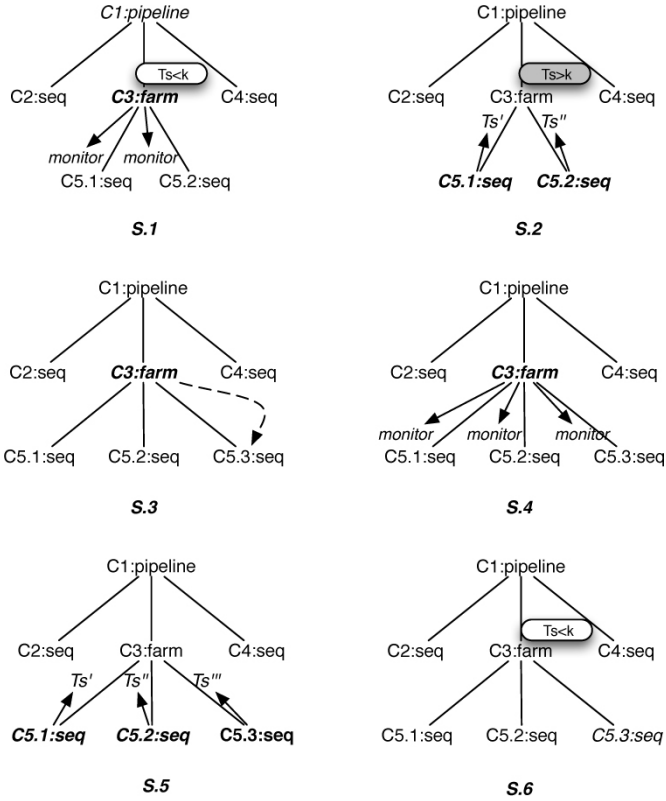 C1:pipeline
Ts<k
C2:seq C3:farm C4:seq
monitor monitor
C5.1:seq C5.2:seq
S.1
C1:pipeline
Ts>k
C2:seq C3:farm C4:seq
Ts' Ts"
C5.1:seq C5.2:seq
S.2
C1:pipeline
C2:seq C3:farm C4:seq
C5.1:seq C5.2:seq C5.3:seq
S.3
C1:pipeline
C2:seq C3:farm C4:seq
monitor monitor monitor
C5.1:seq C5.2:seq C5.3:seq
S.4
C1:pipeline
C2:seq C3:farm C4:seq
Ts' Ts" Ts'"
C5.1:seq C5.2:seq C5.3:seq
S.5
C1:pipeline
Ts<k
C2:seq C3:farm C4:seq
C5.1:seq C5.2:seq C5.3:seq
S.6